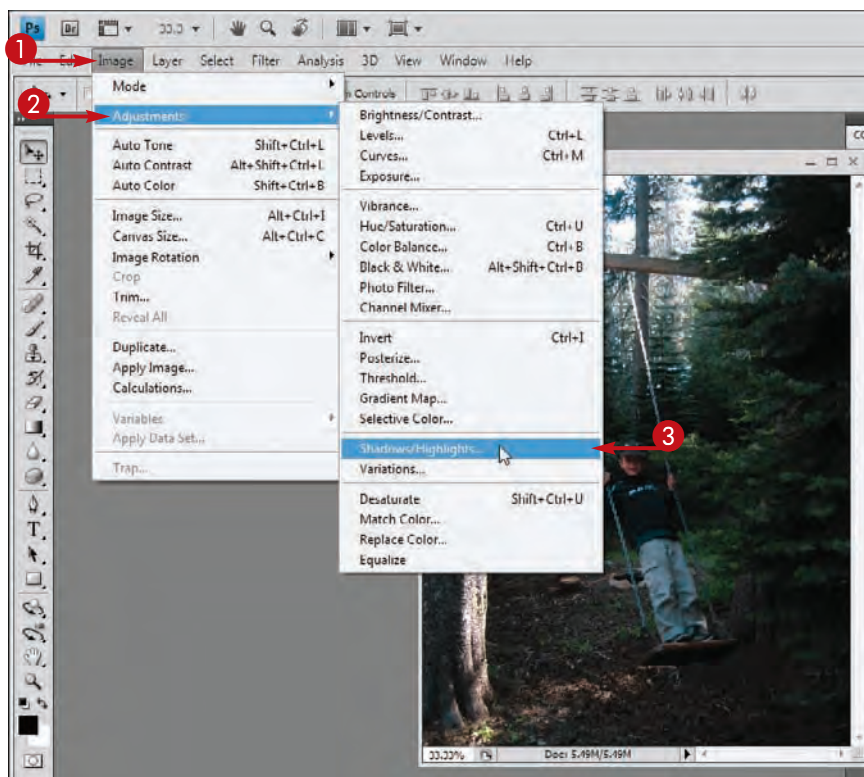 Ps Br 33.3
1
File Edit Image Layer Select Filter Analysis 3D View Window Help
Controls
2
Mode
Adjustments
Auto Tone Shift+Ctrl+L
Auto Contrast Alt+Shift+Ctrl+L
Auto Color Shift+Ctrl+B
Image Size... Alt+Ctrl+I
Canvas Size... Alt+Ctrl+C
Image Rotation
Crop
Trim...
Reveal All
Duplicate...
Apply Image...
Calculations...
Variables
Apply Data Set...
Trap...
Brightness/Contrast...
Levels... Ctrl+L
Curves... Ctrl+M
Exposure...
Vibrance...
Hue/Saturation... Ctrl+U
Color Balance... Ctrl+B
Black & White... Alt+Shift+Ctrl+B
Photo Filter...
Channel Mixer...
Invert Ctrl+I
Posterize...
Threshold...
Gradient Map...
Selective Color...
Shadows/Highlights...
3
Variations...
Desaturate Shift+Ctrl+U
Match Color...
Replace Color...
Equalize
T
33.33% Doc: 5.49M/5.49M